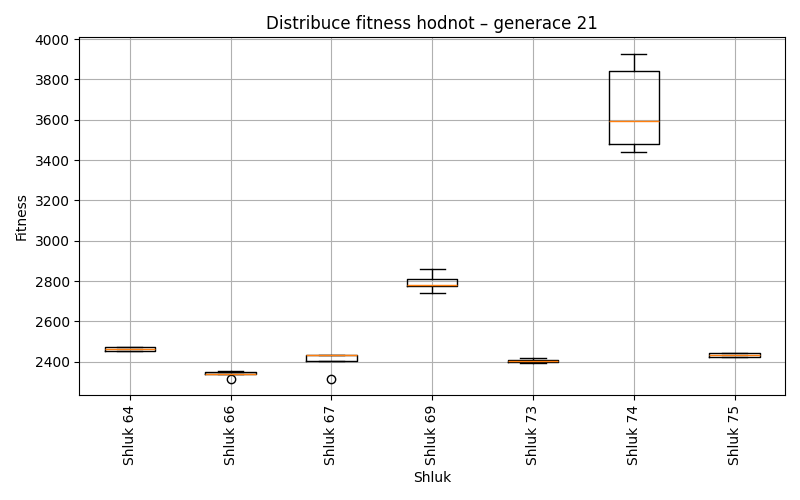 Distribuce fitness hodnot – generace 21
4000
3800
3600
3400
3200
3000
2800
2600
2400
Fitness
Shluk 64
Shluk 66
Shluk 67
Shluk 69
Shluk 73
Shluk 74
Shluk 75
Shluk